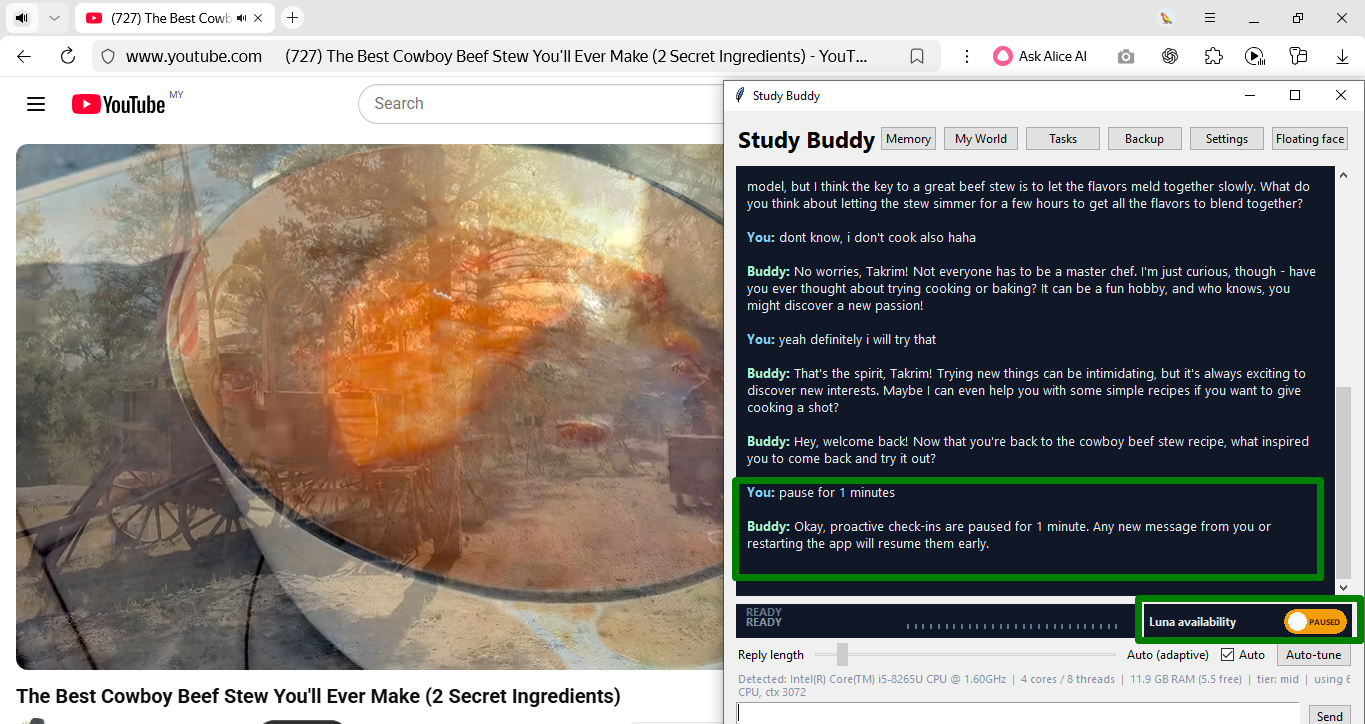 (727) The Best Cowb
www.youtube.com
(727) The Best Cowboy Beef Stew You'll Ever Make (2 Secret Ingredients) - YouT...
Ask Alice AI
YouTube
MY
Search
The Best Cowboy Beef Stew You'll Ever Make (2 Secret Ingredients)
Study Buddy
Study Buddy
Memory
My World
Tasks
Backup
Settings
Floating face
model, but I think the key to a great beef stew is to let the flavors meld together slowly. What do
you think about letting the stew simmer for a few hours to get all the flavors to blend together?
You: dont know, i don't cook also haha
Buddy: No worries, Takrim! Not everyone has to be a master chef. I'm just curious, though - have
you ever thought about trying cooking or baking? It can be a fun hobby, and who knows, you
might discover a new passion!
You: yeah definitely i will try that
Buddy: That's the spirit, Takrim! Trying new things can be intimidating, but it's always exciting to
discover new interests. Maybe I can even help you with some simple recipes if you want to give
cooking a shot?
Buddy: Hey, welcome back! Now that you're back to the cowboy beef stew recipe, what inspired
you to come back and try it out?
You: pause for 1 minutes
Buddy: Okay, proactive check-ins are paused for 1 minute. Any new message from you or
restarting the app will resume them early.
READY
READY
Luna availability
PAUSED
Reply length
Auto (adaptive)
Auto
Auto-tune
Detected: Intel(R) Core(TM) i5-8265U CPU @ 1.60GHz | 4 cores / 8 threads | 11.9 GB RAM (5.5 free) | tier: mid | using 6
CPU, ctx 3072
Send